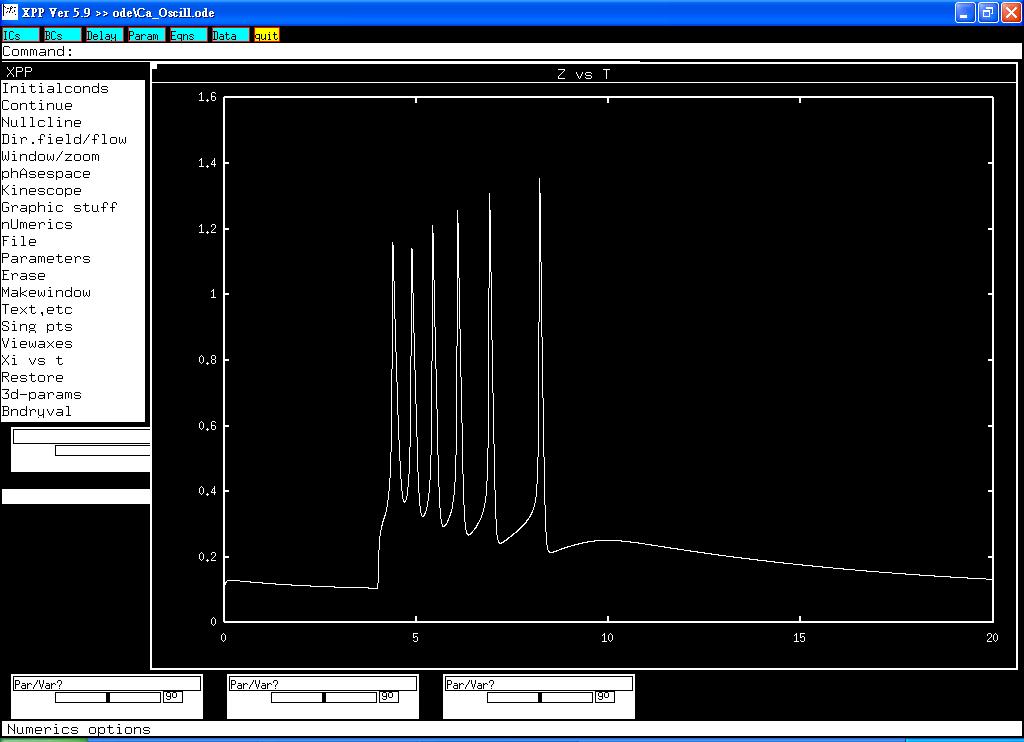 XPP Ver 5.9 >> ode\Ca_Oscill.ode
ICs BCs Delay Param Eqns Data quit
Command:
XPP
Z vs T
Initialconds
Continue
Nullcline
Dir.field/flow
Window/zoom
phAsespace
Kinescope
Graphic stuff
nUmerics
File
Parameters
Erase
Makewindow
Text,etc
Sing pts
Viewaxes
Xi vs t
Restore
3d-params
Bndryval
1.6
1.4
1.2
1
0.8
0.6
0.4
0.2
0
0 5 10 15 20
Par/Var? Par/Var? Par/Var?
go go go
Numerics options